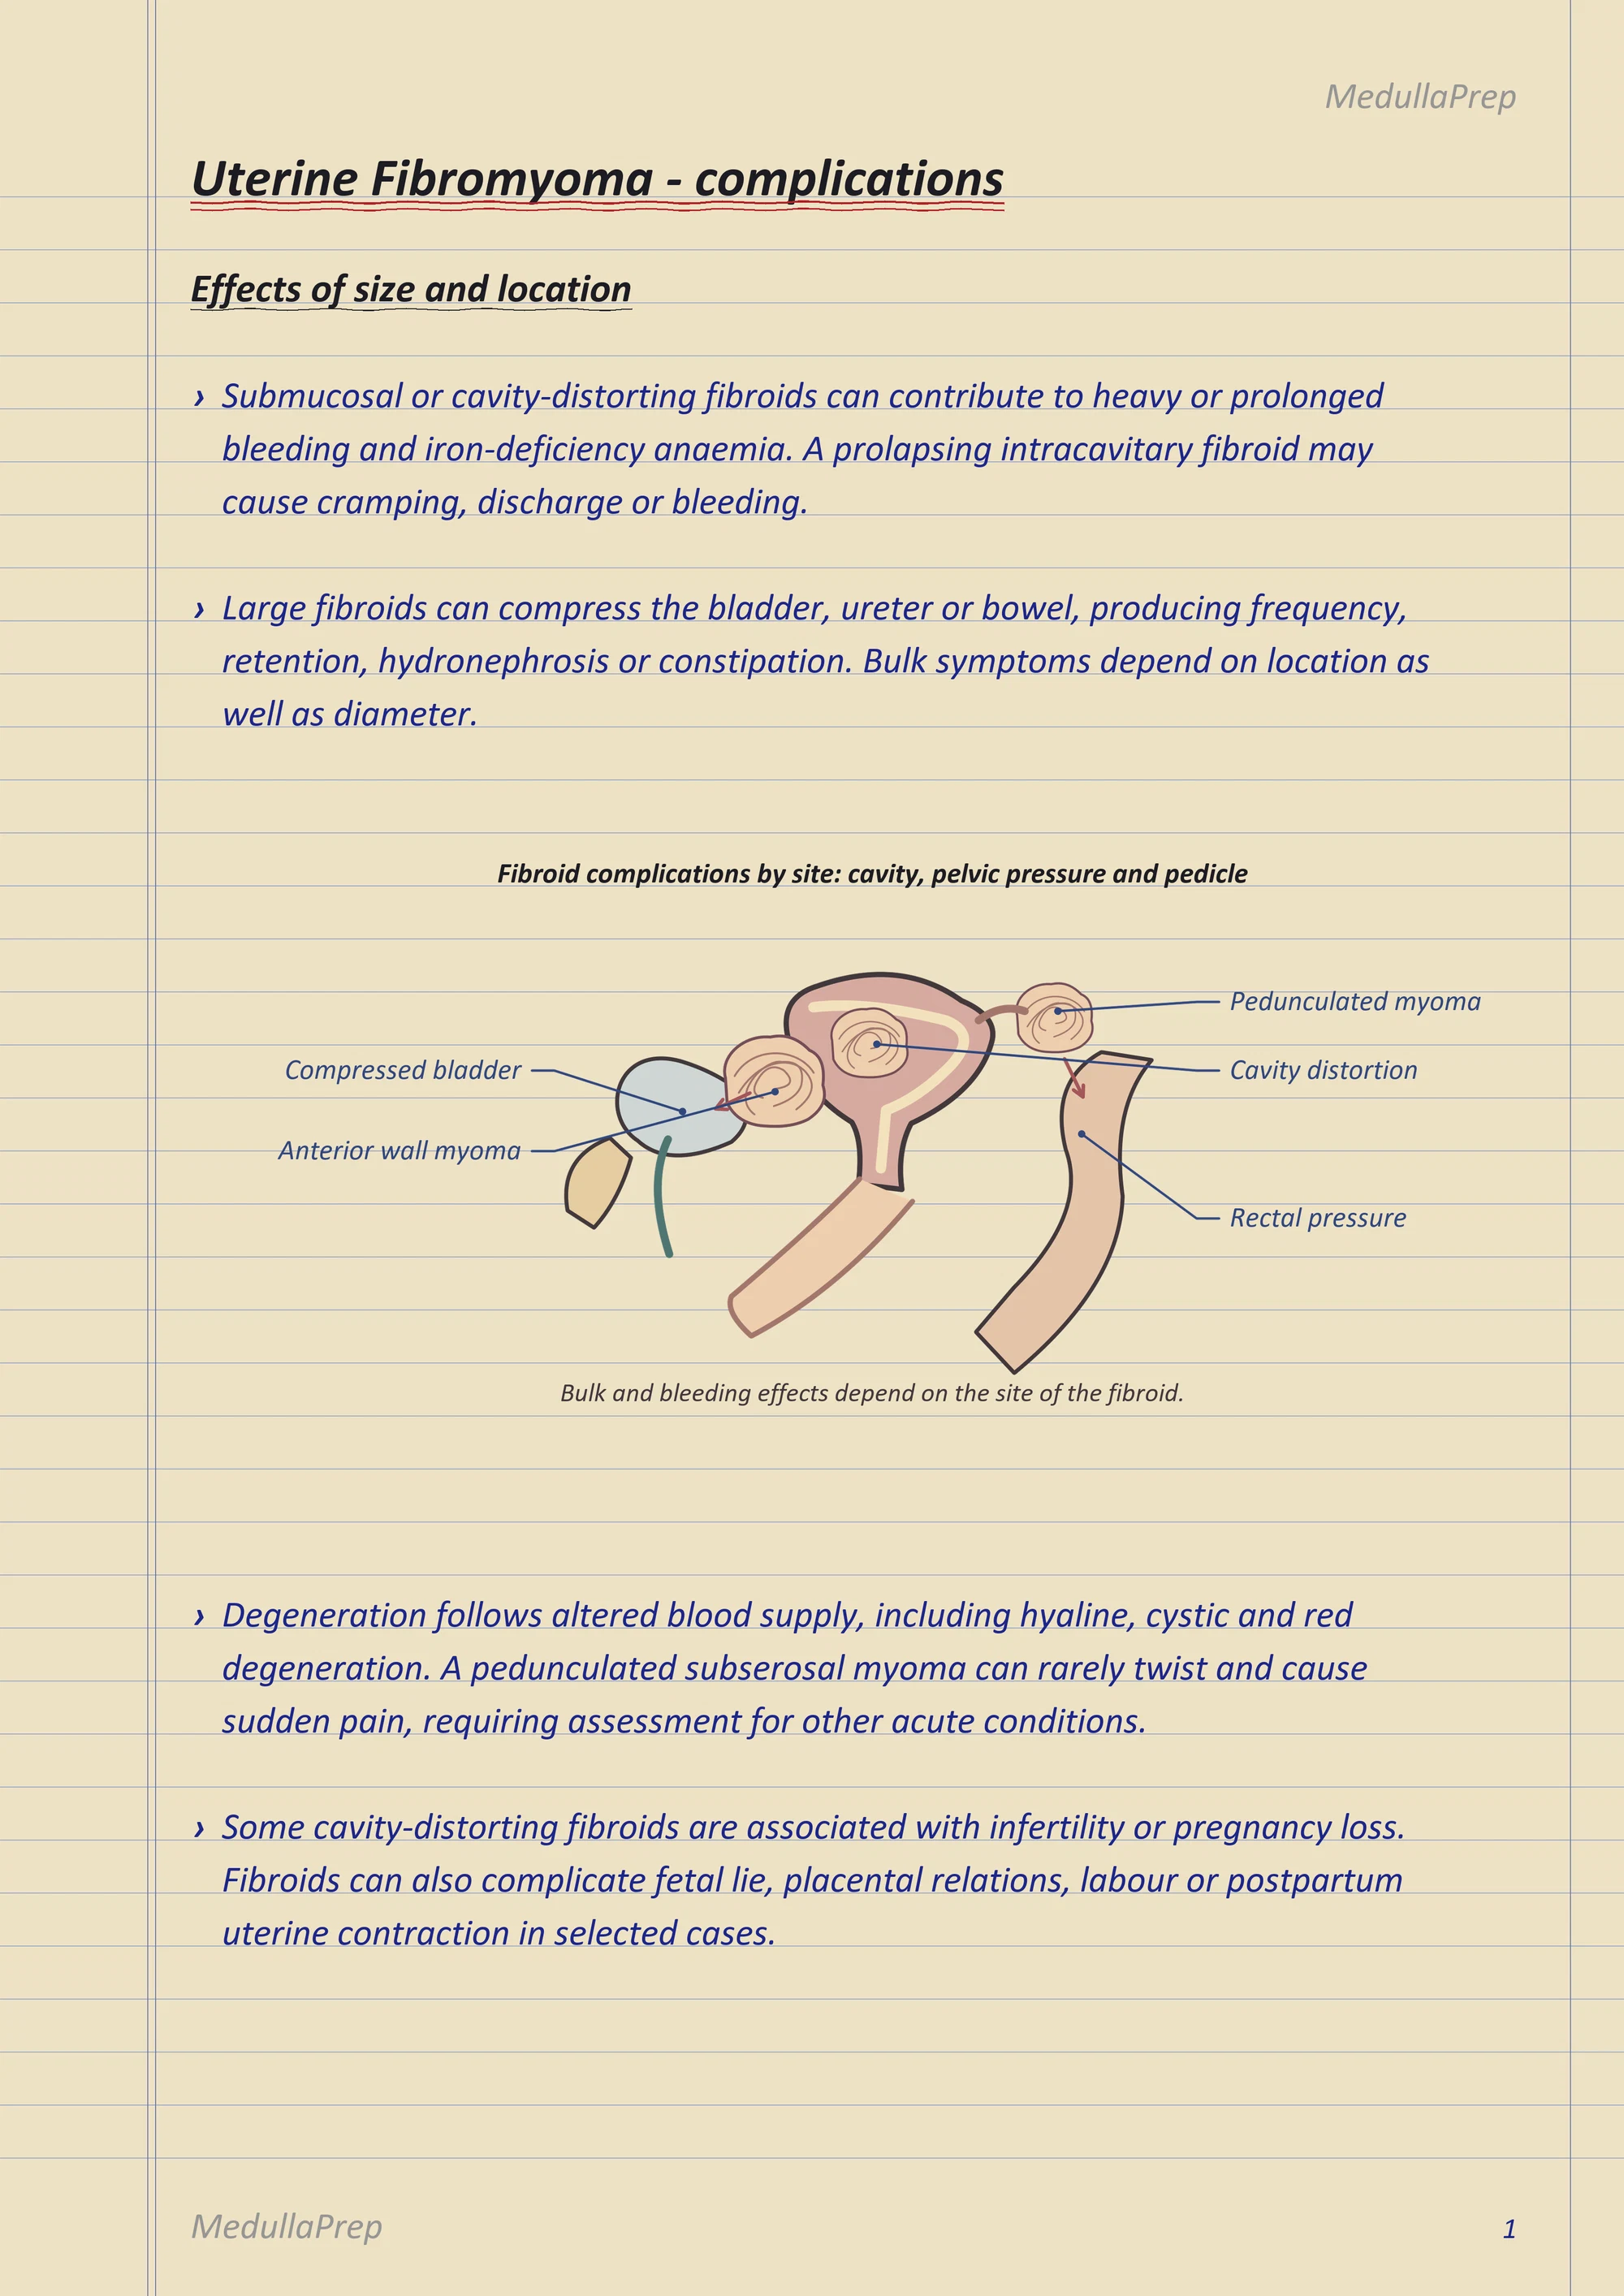 MedullaPrep
Uterine Fibromyoma - complications
Effects of size and location
› Submucosal or cavity-distorting fibroids can contribute to heavy or prolonged
bleeding and iron-deficiency anaemia. A prolapsing intracavitary fibroid may
cause cramping, discharge or bleeding.
› Large fibroids can compress the bladder, ureter or bowel, producing frequency,
retention, hydronephrosis or constipation. Bulk symptoms depend on location as
well as diameter.
Fibroid complications by site: cavity, pelvic pressure and pedicle
Pedunculated myoma
Compressed bladder
Cavity distortion
Anterior wall myoma
Rectal pressure
Bulk and bleeding effects depend on the site of the fibroid.
› Degeneration follows altered blood supply, including hyaline, cystic and red
degeneration. A pedunculated subserosal myoma can rarely twist and cause
sudden pain, requiring assessment for other acute conditions.
› Some cavity-distorting fibroids are associated with infertility or pregnancy loss.
Fibroids can also complicate fetal lie, placental relations, labour or postpartum
uterine contraction in selected cases.
MedullaPrep
1